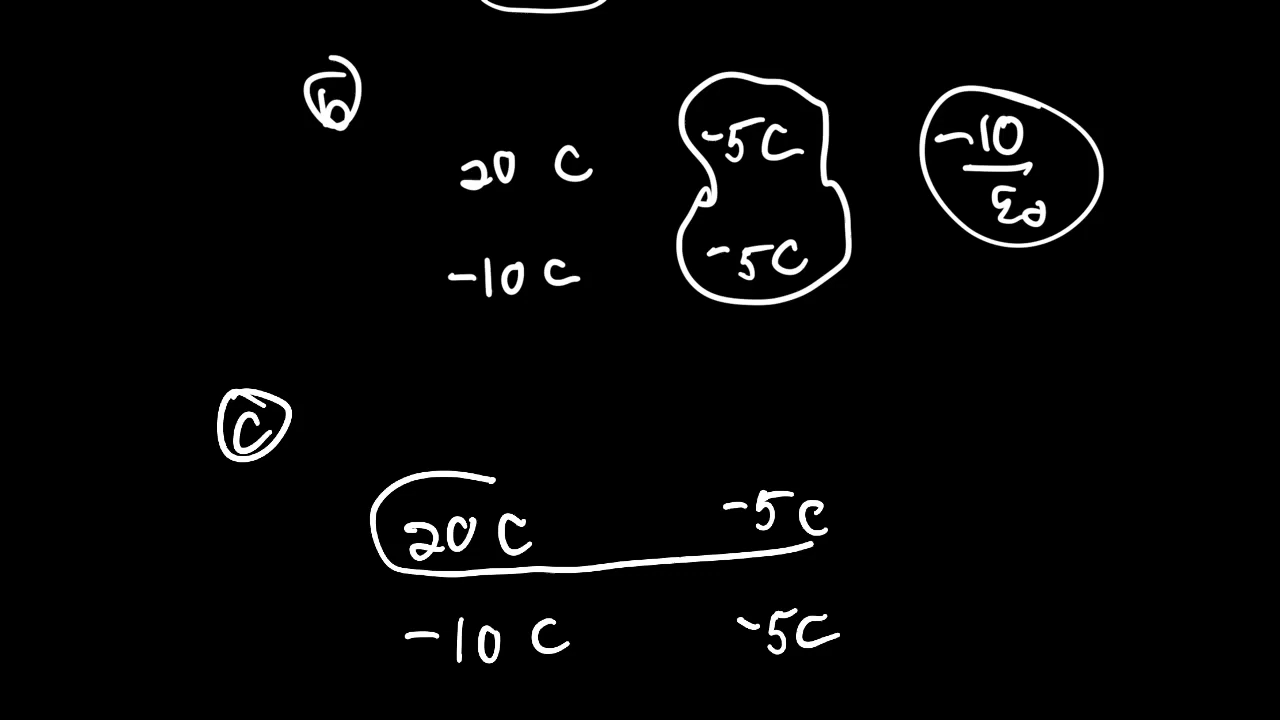 b
20 C -5C -10
-10 C -5C ε0
c
20 C -5C
-10 C -5C